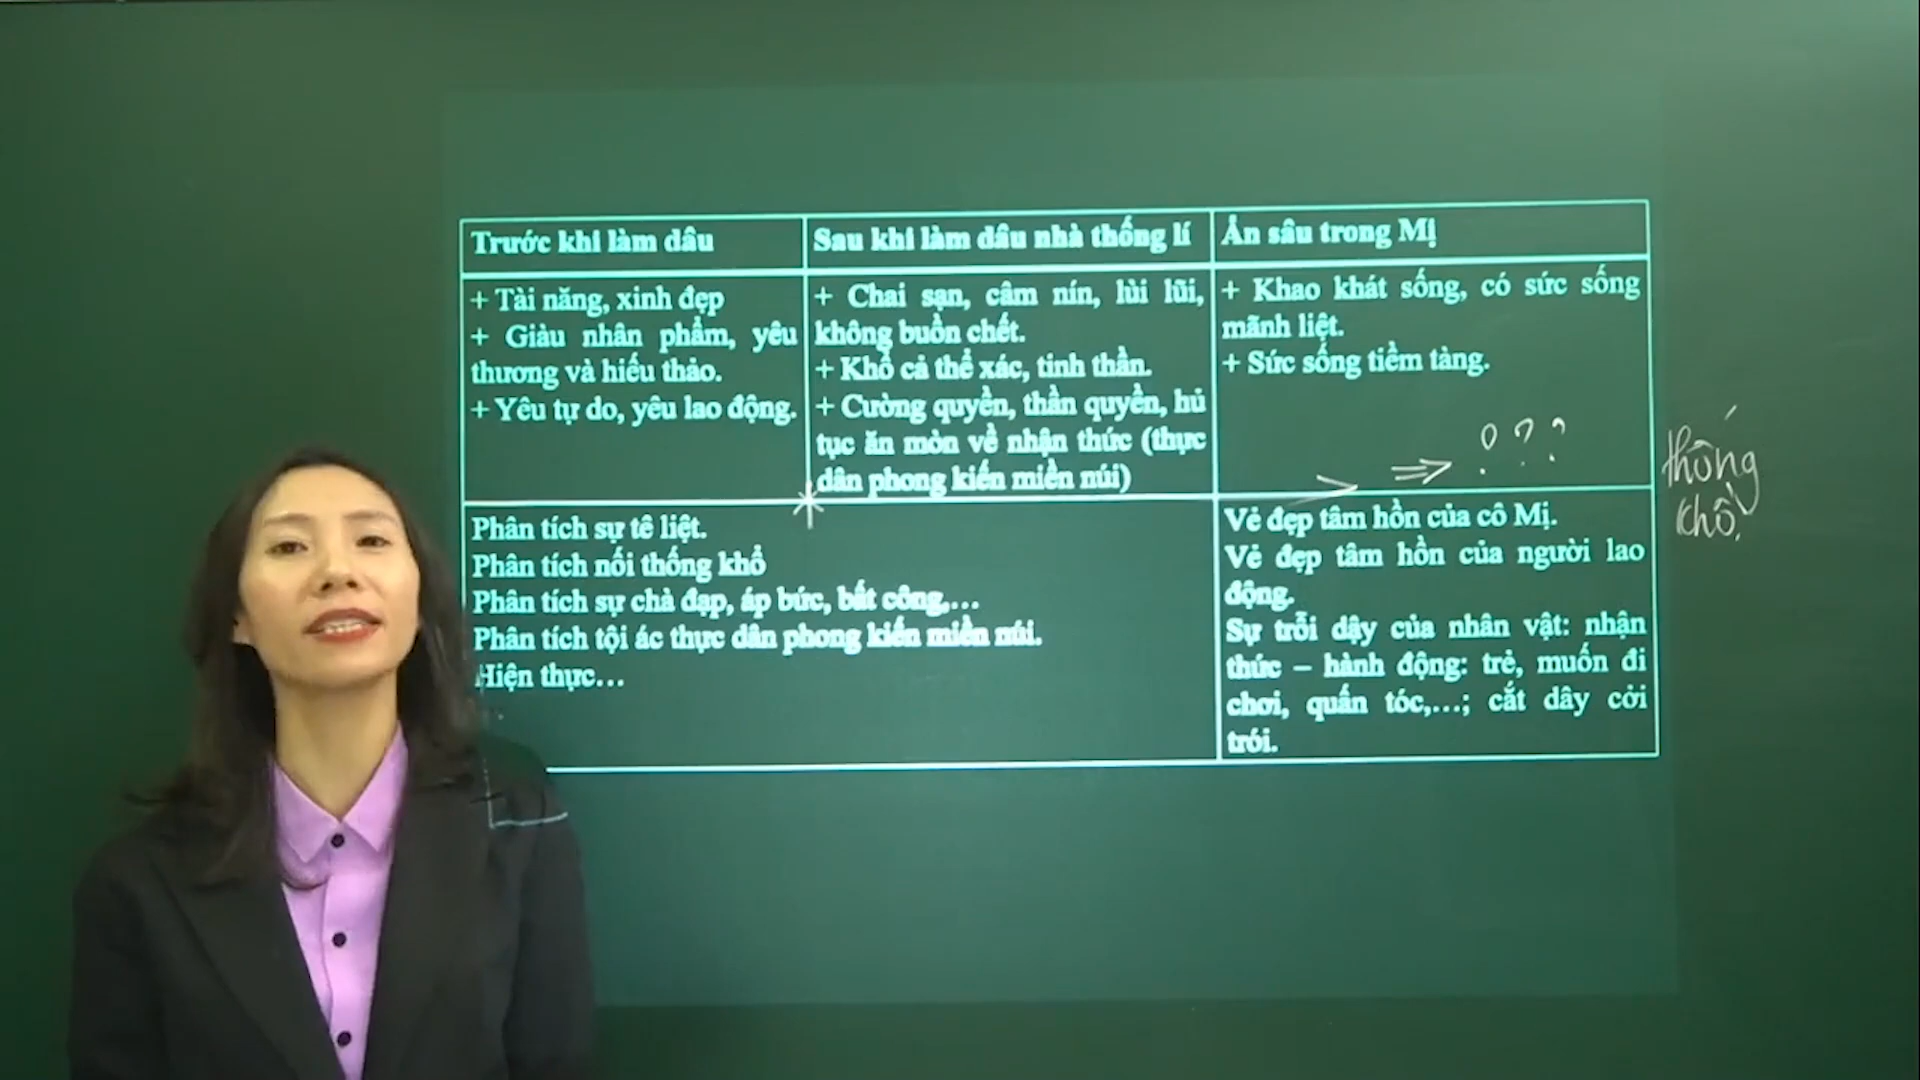 Trước khi làm dâu
+ Tài năng, xinh đẹp
+ Giàu nhân phẩm, yêu
thương và hiếu thảo.
+ Yêu tự do, yêu lao động.
Sau khi làm dâu nhà thống lí
+ Chai sạn, câm nín, lùi lũi,
không buồn chết.
+ Khổ cả thể xác, tinh thần.
+ Cường quyền, thần quyền, hủ
tục ăn mòn về nhận thức (thực
dân phong kiến miền núi)
Ẩn sâu trong Mị
+ Khao khát sống, có sức sống
mãnh liệt.
+ Sức sống tiềm tàng.
???
thống
khổ.
Phân tích sự tê liệt.
Phân tích nối thống khổ
Phân tích sự chà đạp, áp bức, bất công,…
Phân tích tội ác thực dân phong kiến miền núi.
Hiện thực…
Vẻ đẹp tâm hồn của cô Mị.
Vẻ đẹp tâm hồn của người lao
động.
Sự trỗi dậy của nhân vật: nhận
thức – hành động: trẻ, muốn đi
chơi, quấn tóc,…; cắt dây cởi
trói.